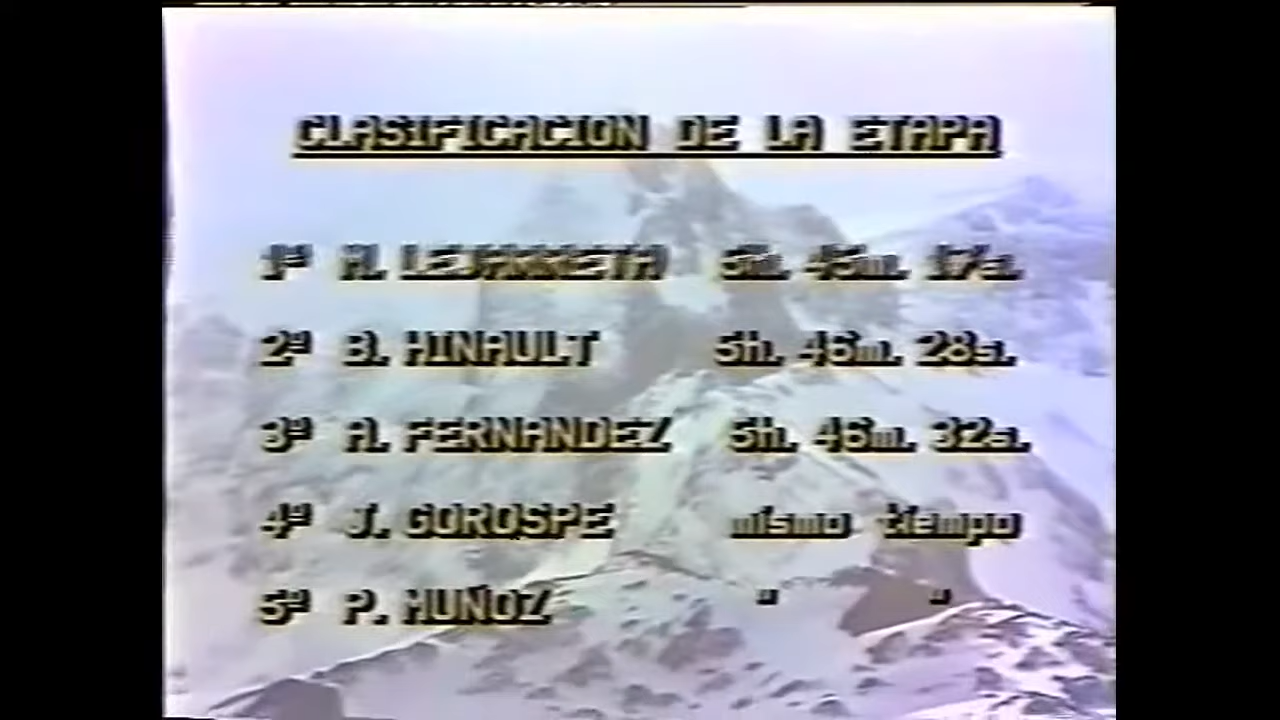 CLASIFICACION DE LA ETAPA
1º M. LEJARRETA 5h. 45m. 17s.
2º B. HINAULT 5h. 46m. 28s.
3º A. FERNANDEZ 5h. 46m. 32s.
4º J. GOROSPE mismo tiempo
5º P. MUÑOZ " "